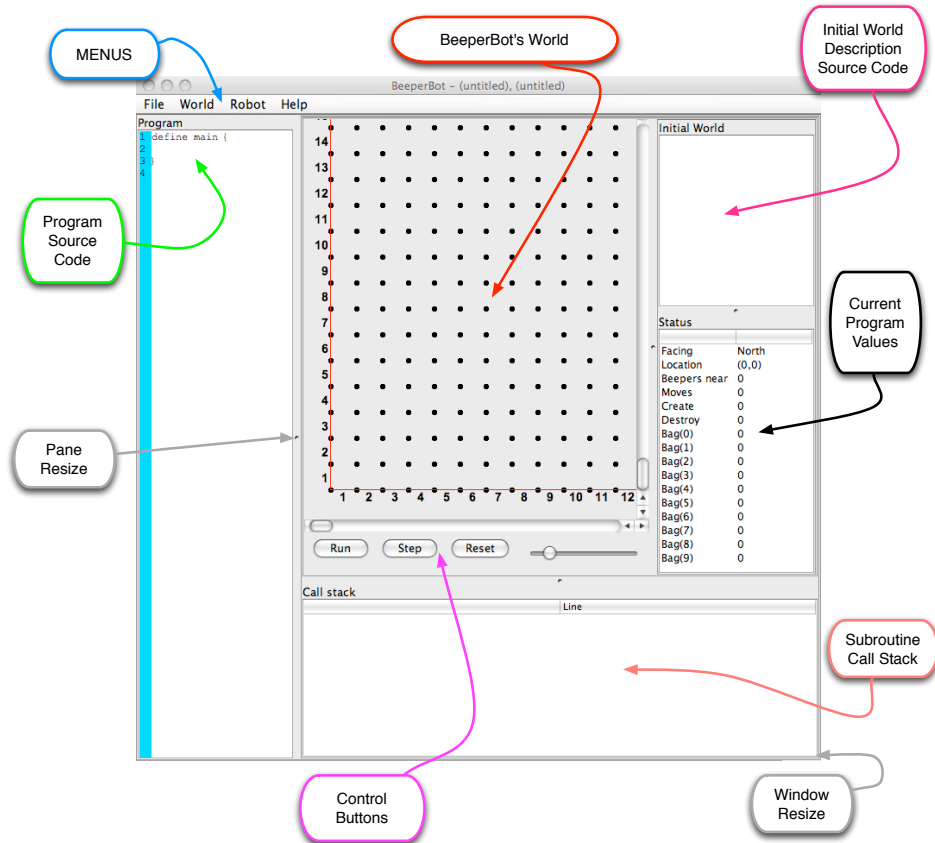 BeeperBot's World
Initial World
Description
Source Code
MENUS
BeeperBot – (untitled), (untitled)
File World Robot Help
Program
1 define main {
2
3 }
4
Program
Source
Code
14
13
12
11
10
9
8
7
6
5
4
3
2
1
1 2 3 4 5 6 7 8 9 10 11 12
Initial World
Status
Facing North
Location (0,0)
Beepers near 0
Moves 0
Create 0
Destroy 0
Bag(0) 0
Bag(1) 0
Bag(2) 0
Bag(3) 0
Bag(4) 0
Bag(5) 0
Bag(6) 0
Bag(7) 0
Bag(8) 0
Bag(9) 0
Current
Program
Values
Pane
Resize
Run Step Reset
Call stack
Line
Subroutine
Call Stack
Control
Buttons
Window
Resize